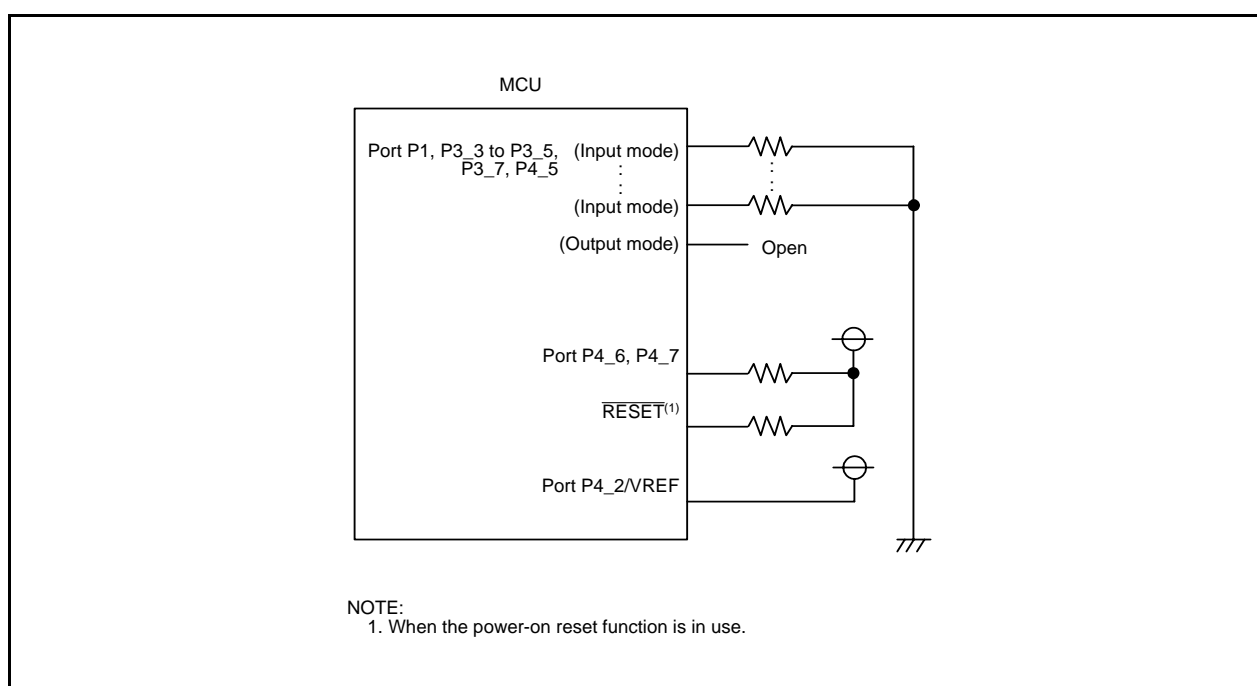 MCU
Port P1, P3_3 to P3_5, (Input mode)
P3_7, P4_5
(Input mode)
(Output mode)
Open
Port P4_6, P4_7
RESET(1)
Port P4_2/VREF
NOTE:
1. When the power-on reset function is in use.